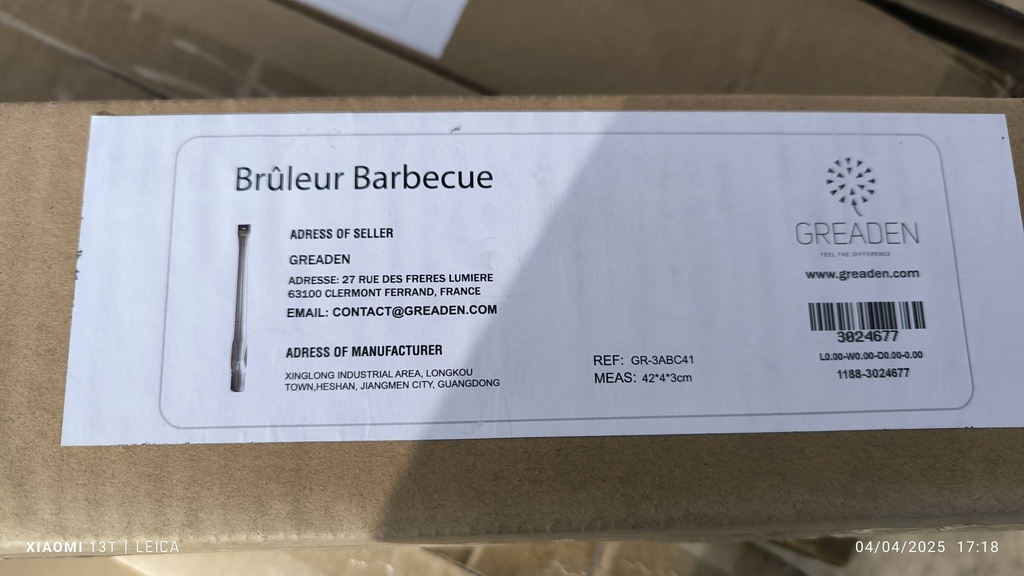 Brûleur Barbecue
ADRESS OF SELLER
GREADEN
ADRESSE: 27 RUE DES FRERES LUMIERE
63100 CLERMONT FERRAND, FRANCE
EMAIL: CONTACT@GREADEN.COM
ADRESS OF MANUFACTURER
XINGLONG INDUSTRIAL AREA, LONGKOU
TOWN,HESHAN, JIANGMEN CITY, GUANGDONG
REF: GR-3ABC41
MEAS: 42*4*3cm
GREADEN
FEEL THE DIFFERENCE
www.greaden.com
3024677
L0.00-W0.00-D0.00-0.00
1188-3024677
XIAOMI 13T | LEICA
04/04/2025 17:18